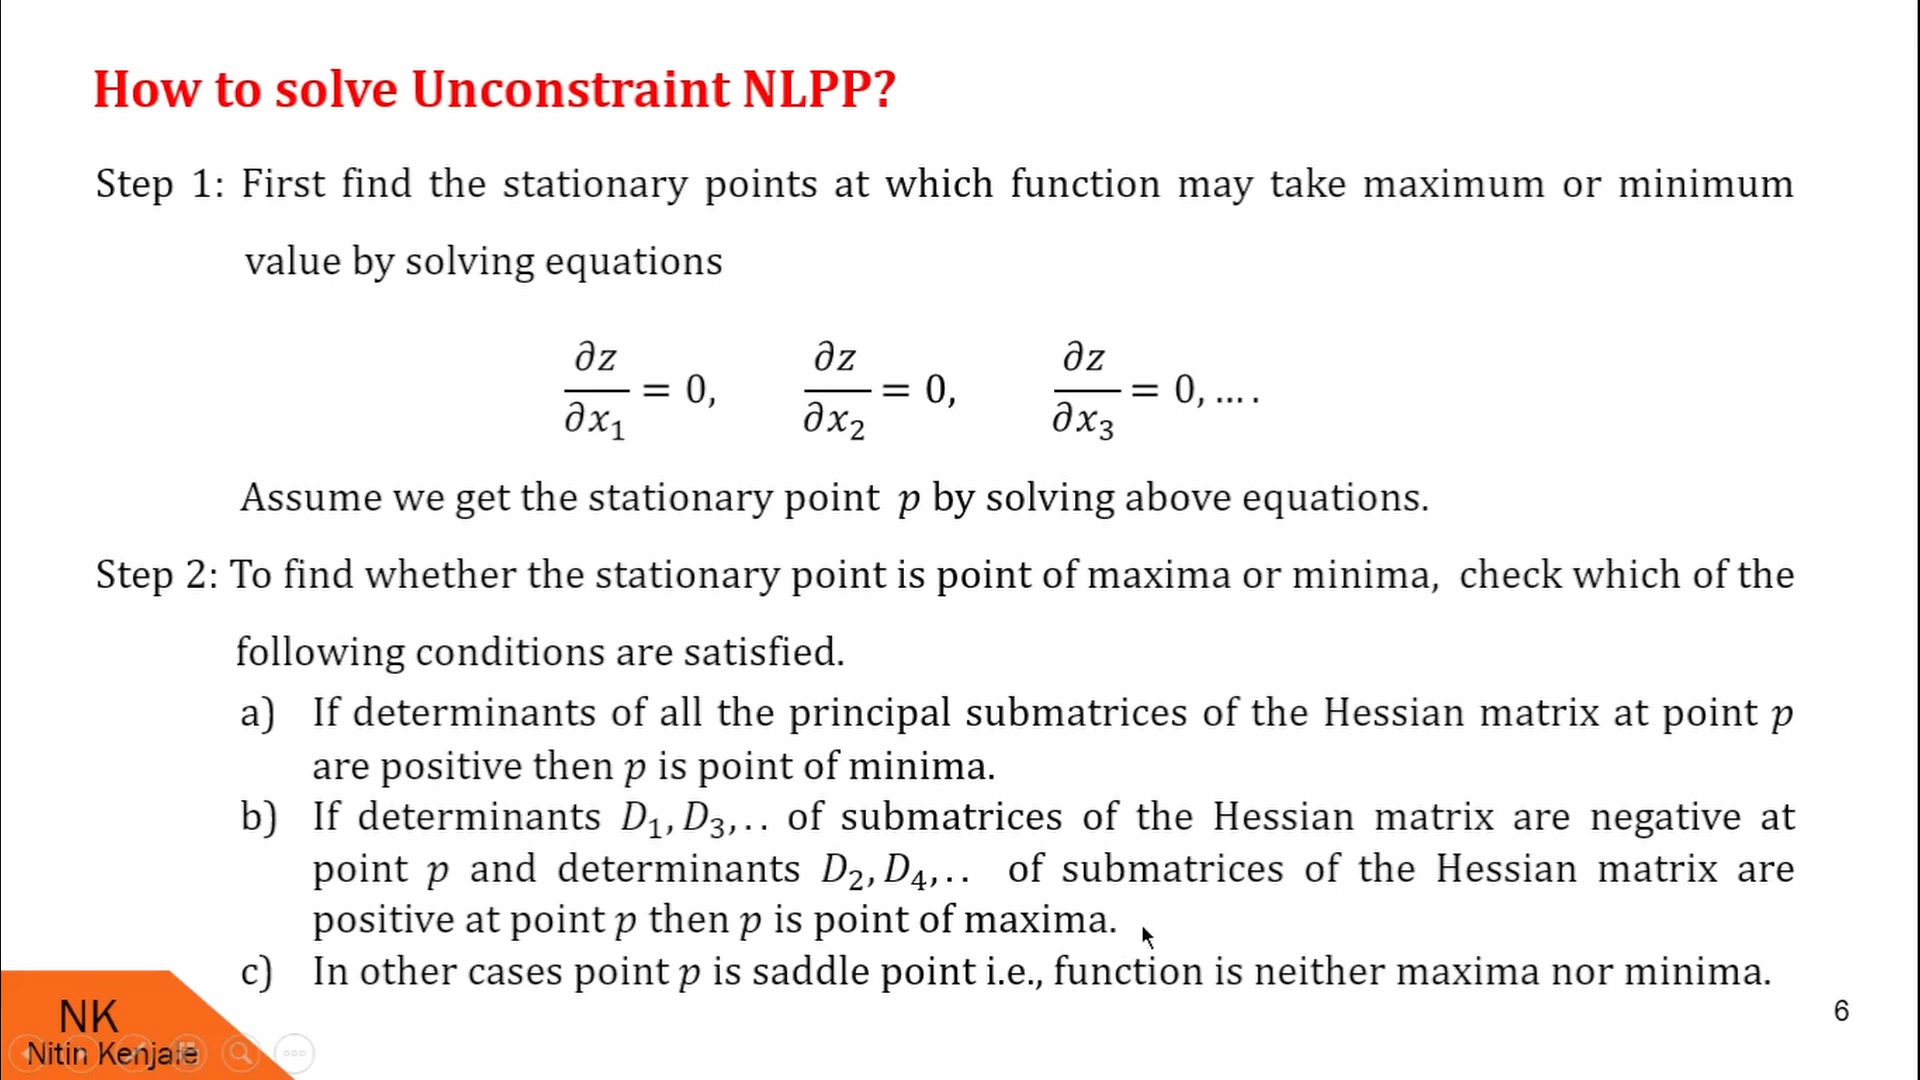 How to solve Unconstraint NLPP?
Step 1: First find the stationary points at which function may take maximum or minimum
value by solving equations
∂z/∂x₁ = 0, ∂z/∂x₂ = 0, ∂z/∂x₃ = 0, ....
Assume we get the stationary point p by solving above equations.
Step 2: To find whether the stationary point is point of maxima or minima, check which of the
following conditions are satisfied.
a) If determinants of all the principal submatrices of the Hessian matrix at point p
are positive then p is point of minima.
b) If determinants D₁, D₃, .. of submatrices of the Hessian matrix are negative at
point p and determinants D₂, D₄, .. of submatrices of the Hessian matrix are
positive at point p then p is point of maxima.
c) In other cases point p is saddle point i.e., function is neither maxima nor minima.
NK
Nitin Kenjale
6